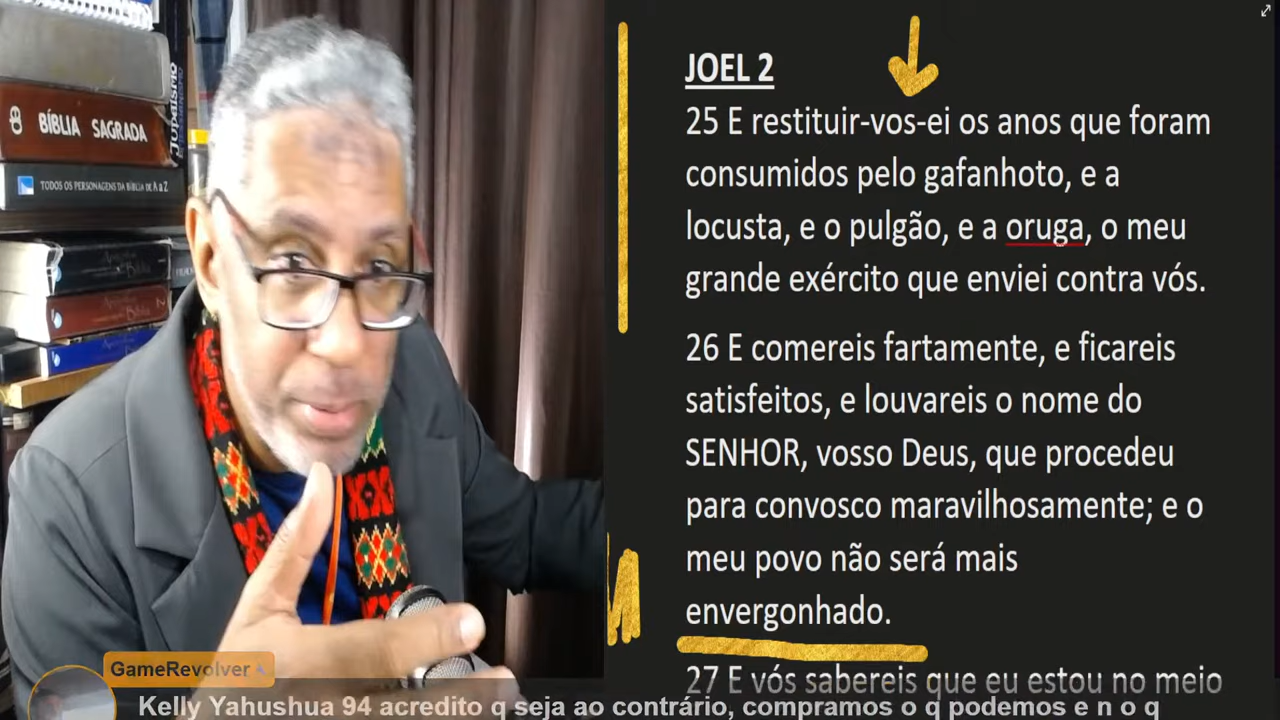 BÍBLIA SAGRADA
TODOS OS PERSONAGENS DA BÍBLIA DE A a Z
JOEL 2
25 E restituir-vos-ei os anos que foram
consumidos pelo gafanhoto, e a
locusta, e o pulgão, e a oruga, o meu
grande exército que enviei contra vós.
26 E comereis fartamente, e ficareis
satisfeitos, e louvareis o nome do
SENHOR, vosso Deus, que procedeu
para convosco maravilhosamente; e o
meu povo não será mais
envergonhado.
27 E vós sabereis que eu estou no meio
GameRevolver
Kelly Yahushua 94 acredito q seja ao contrário, compramos o q podemos e n o q